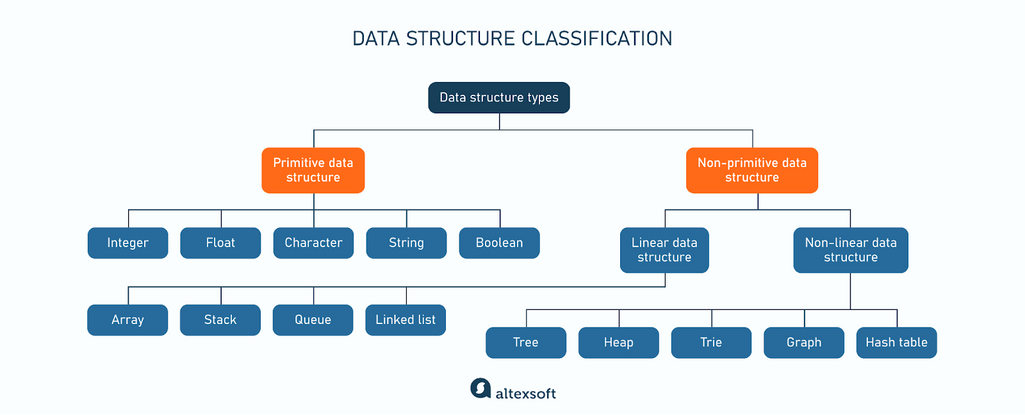 DATA STRUCTURE CLASSIFICATION
Data structure types
Primitive data
structure
Non-primitive data
structure
Integer
Float
Character
String
Boolean
Linear data
structure
Non-linear data
structure
Array
Stack
Queue
Linked list
Tree
Heap
Trie
Graph
Hash table
altexsoft